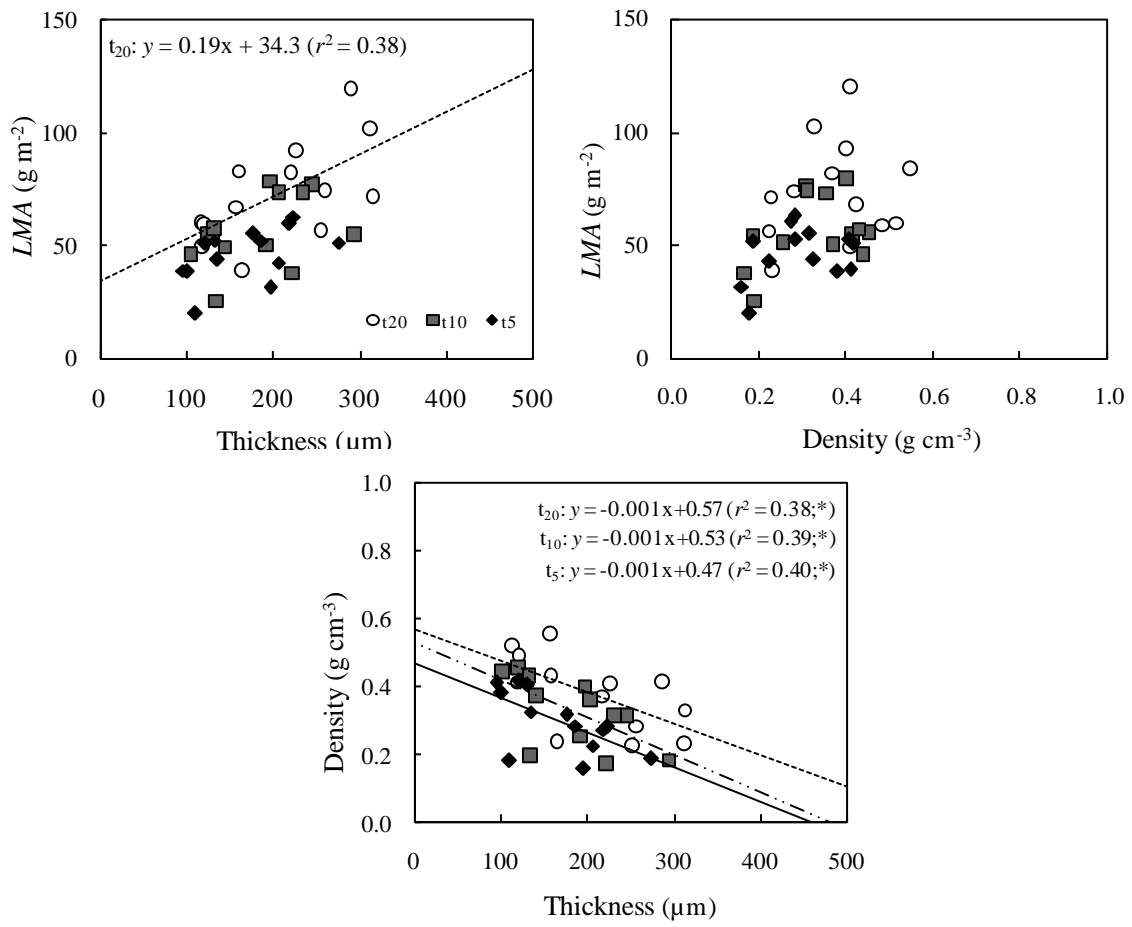 150
100
50
0
LMA (g m-2)
t20: y = 0.19x + 34.3 (r2 = 0.38)
t20 t10 t5
0 100 200 300 400 500
Thickness (µm)
150
100
50
0
LMA (g m-2)
0.0 0.2 0.4 0.6 0.8 1.0
Density (g cm-3)
1.0
0.8
0.6
0.4
0.2
0.0
Density (g cm-3)
t20: y = -0.001x+0.57 (r2 = 0.38;*)
t10: y = -0.001x+0.53 (r2 = 0.39;*)
t5: y = -0.001x+0.47 (r2 = 0.40;*)
0 100 200 300 400 500
Thickness (µm)